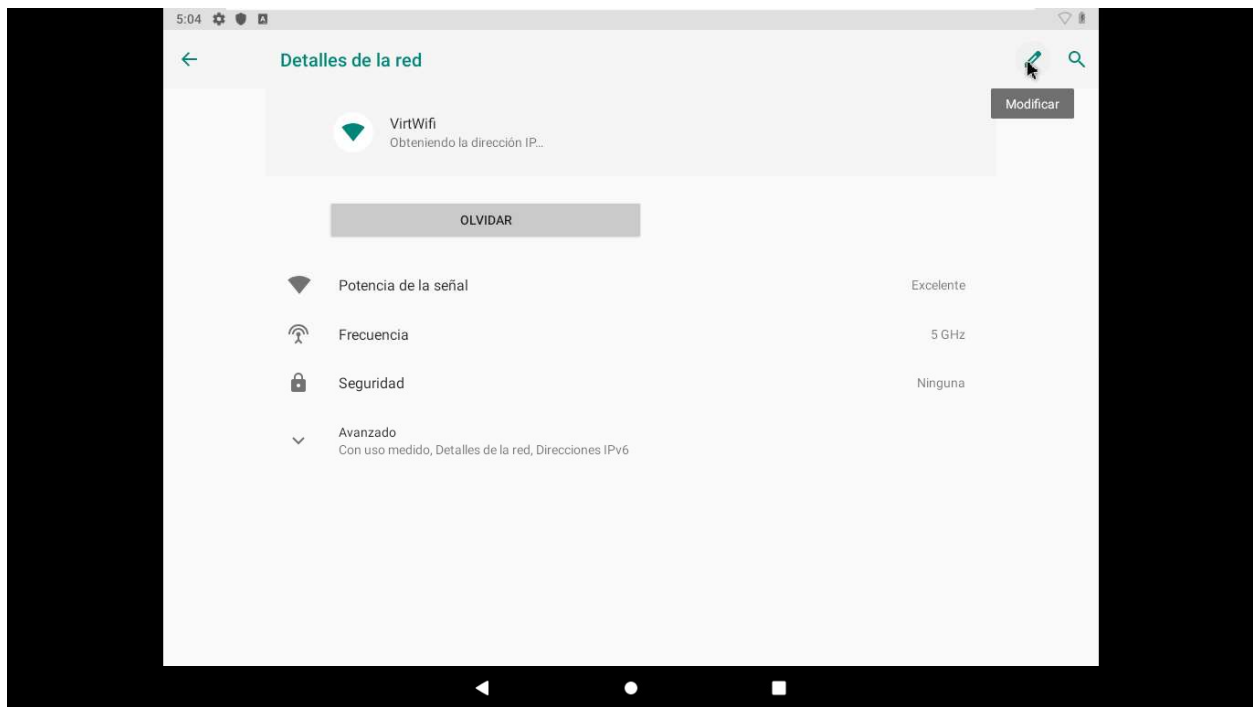 5:04
Detalles de la red
Modificar
VirtWifi
Obteniendo la dirección IP...
OLVIDAR
Potencia de la señal
Excelente
Frecuencia
5 GHz
Seguridad
Ninguna
Avanzado
Con uso medido, Detalles de la red, Direcciones IPv6